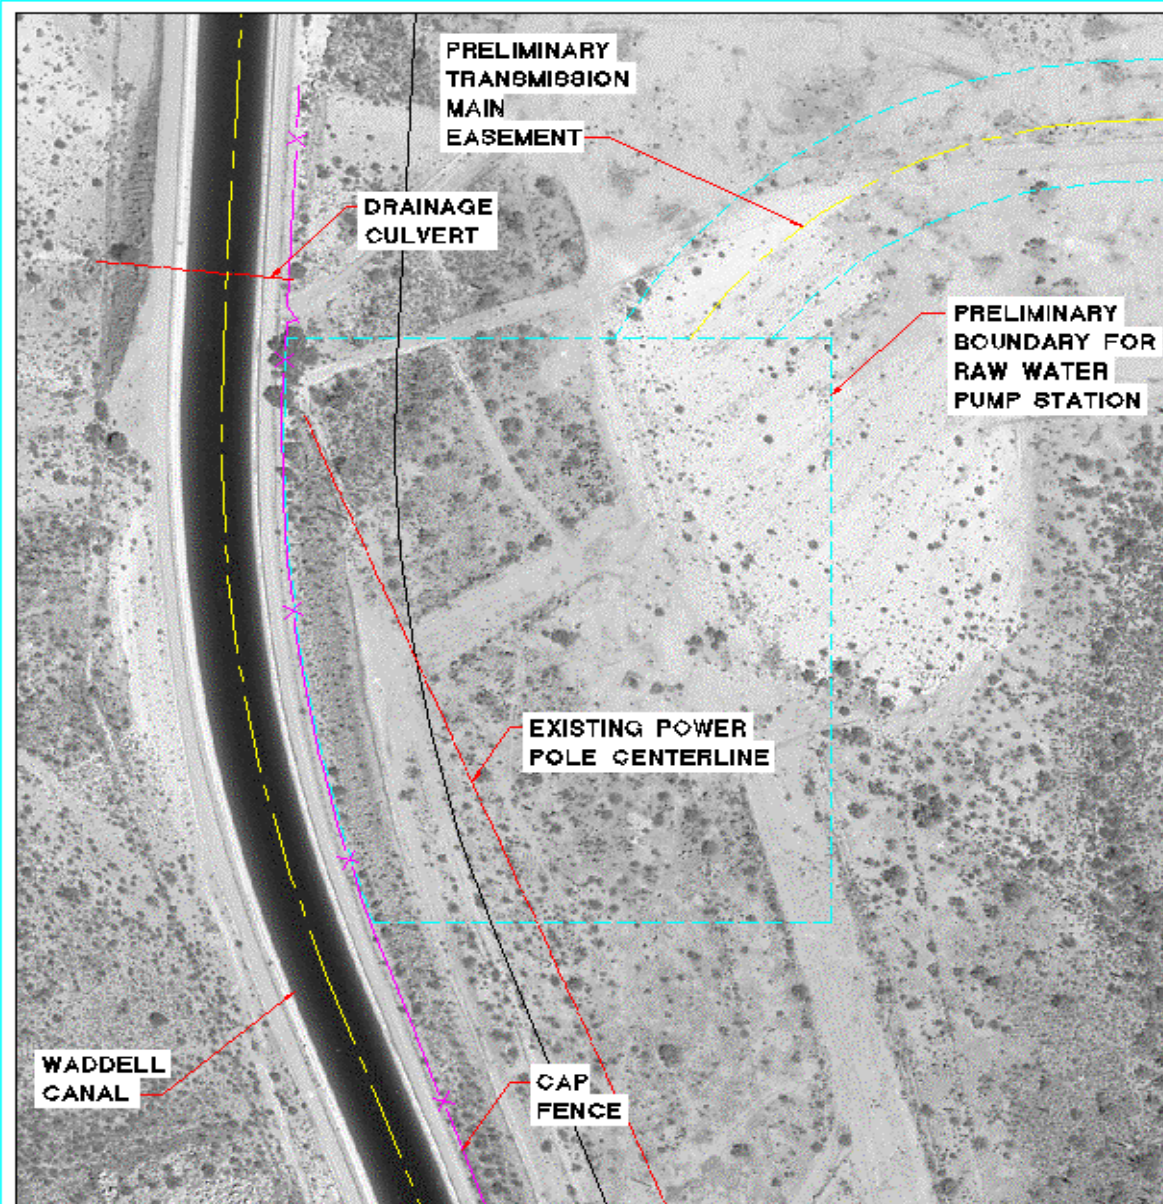 PRELIMINARY
TRANSMISSION
MAIN
EASEMENT
DRAINAGE
CULVERT
PRELIMINARY
BOUNDARY FOR
RAW WATER
PUMP STATION
EXISTING POWER
POLE CENTERLINE
WADDELL
CANAL
CAP
FENCE